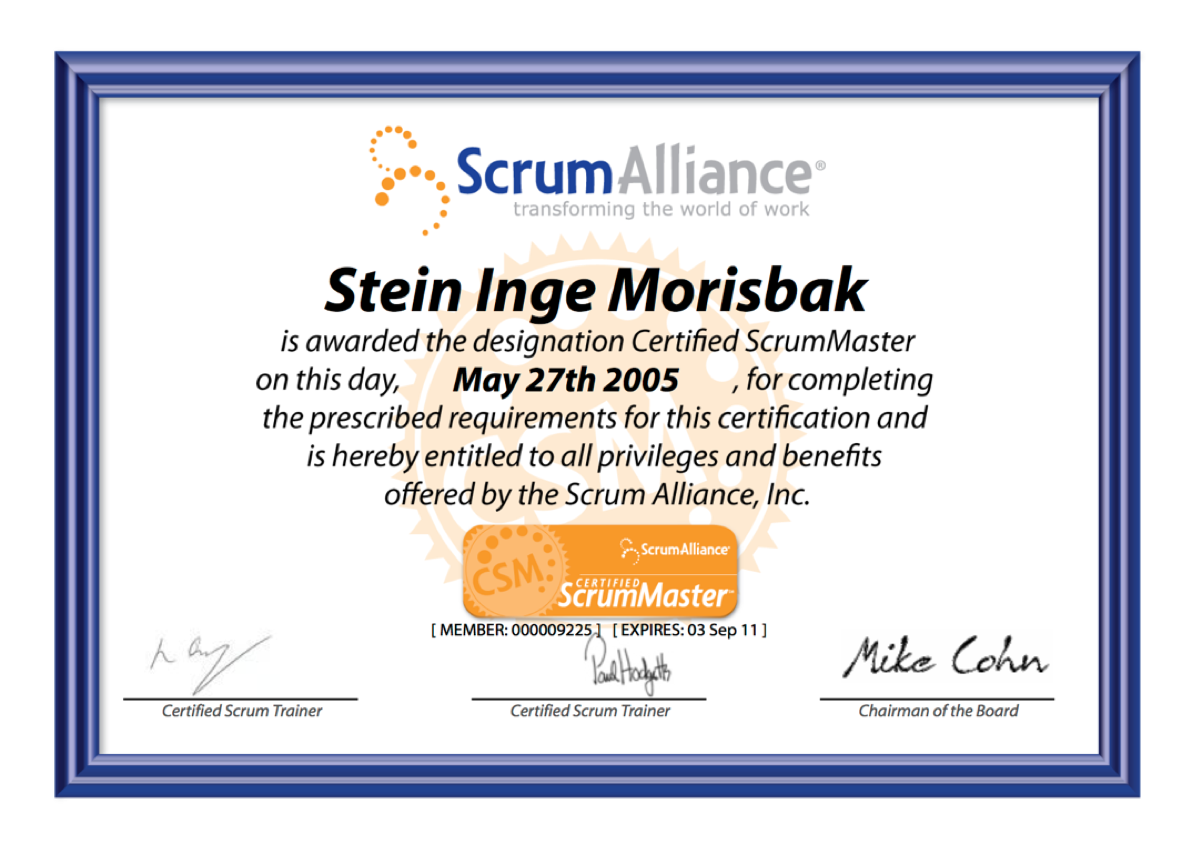 ScrumAlliance®
transforming the world of work
Stein Inge Morisbak
is awarded the designation Certified ScrumMaster
on this day, May 27th 2005 , for completing
the prescribed requirements for this certification and
is hereby entitled to all privileges and benefits
offered by the Scrum Alliance, Inc.
CSM
ScrumAlliance
CSM
CERTIFIED
ScrumMaster
[ MEMBER: 000009225 ] [ EXPIRES: 03 Sep 11 ]
Paul Hodgetts Mike Cohn
Certified Scrum Trainer Certified Scrum Trainer Chairman of the Board